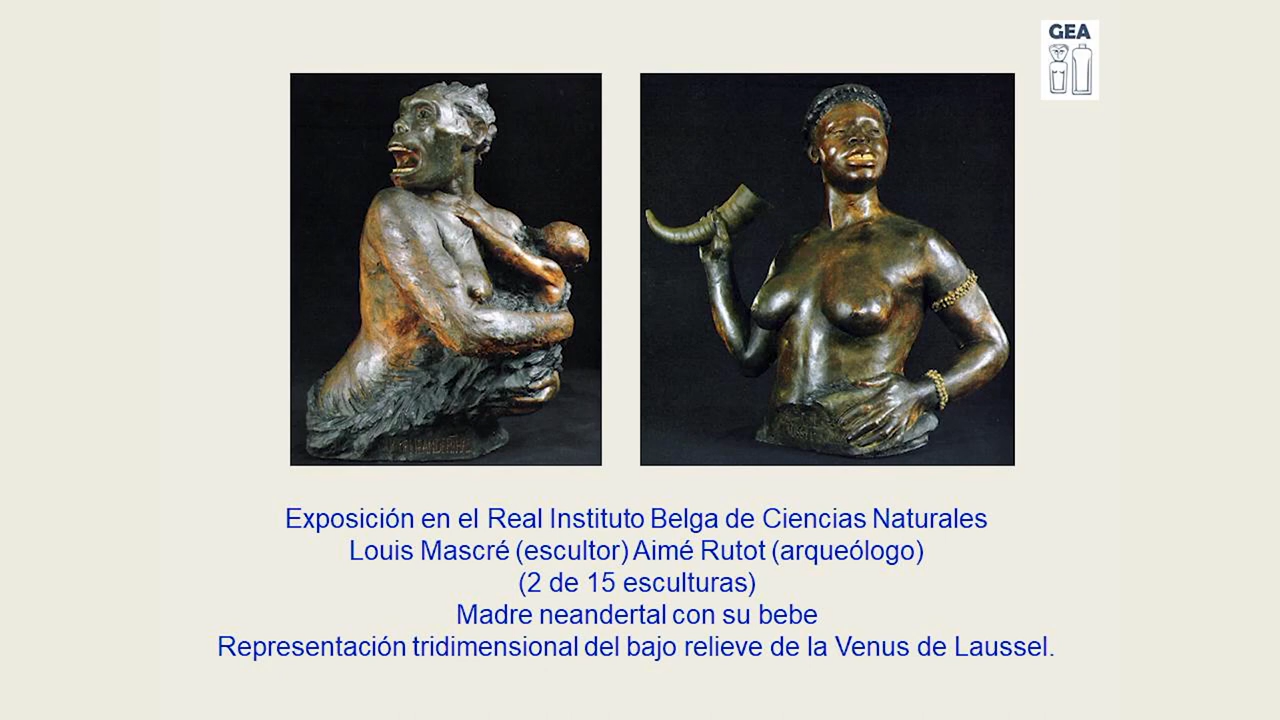 GEA
Exposición en el Real Instituto Belga de Ciencias Naturales
Louis Mascré (escultor) Aimé Rutot (arqueólogo)
(2 de 15 esculturas)
Madre neandertal con su bebe
Representación tridimensional del bajo relieve de la Venus de Laussel.